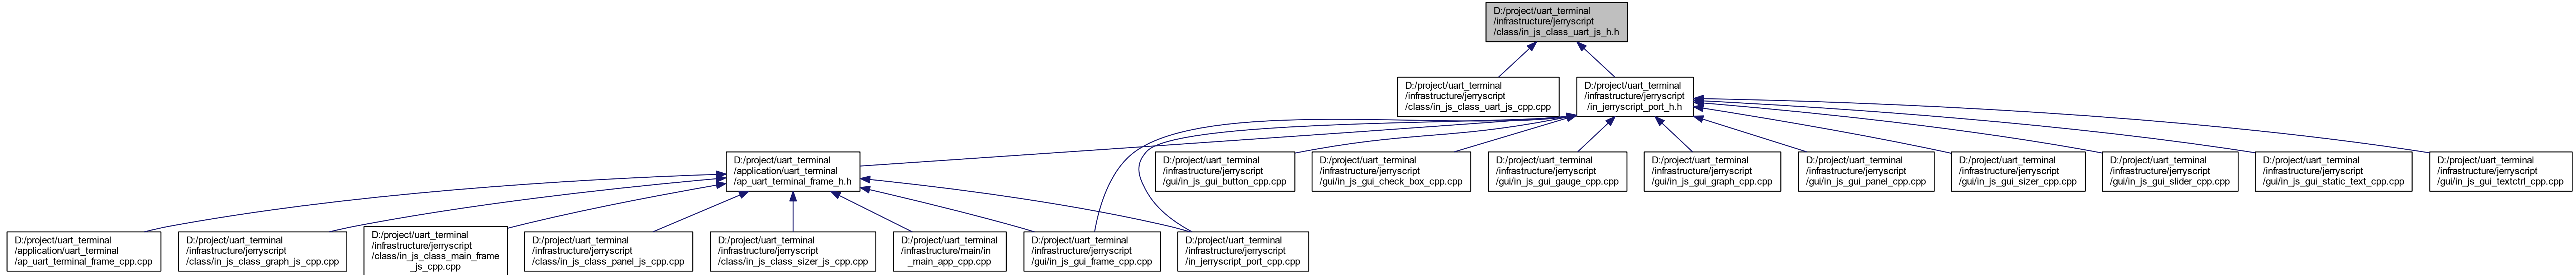 D:/project/uart_terminal
/infrastructure/jerryscript
/class/in_js_class_uart_js_h.h
D:/project/uart_terminal
/infrastructure/jerryscript
/class/in_js_class_uart_js_cpp.cpp
D:/project/uart_terminal
/infrastructure/jerryscript
/in_jerryscript_port_h.h
D:/project/uart_terminal
/application/uart_terminal
/ap_uart_terminal_frame_h.h
D:/project/uart_terminal
/infrastructure/jerryscript
/gui/in_js_gui_button_cpp.cpp
D:/project/uart_terminal
/infrastructure/jerryscript
/gui/in_js_gui_check_box_cpp.cpp
D:/project/uart_terminal
/infrastructure/jerryscript
/gui/in_js_gui_gauge_cpp.cpp
D:/project/uart_terminal
/infrastructure/jerryscript
/gui/in_js_gui_graph_cpp.cpp
D:/project/uart_terminal
/infrastructure/jerryscript
/gui/in_js_gui_panel_cpp.cpp
D:/project/uart_terminal
/infrastructure/jerryscript
/gui/in_js_gui_sizer_cpp.cpp
D:/project/uart_terminal
/infrastructure/jerryscript
/gui/in_js_gui_slider_cpp.cpp
D:/project/uart_terminal
/infrastructure/jerryscript
/gui/in_js_gui_static_text_cpp.cpp
D:/project/uart_terminal
/infrastructure/jerryscript
/gui/in_js_gui_textctrl_cpp.cpp
D:/project/uart_terminal
/application/uart_terminal
/ap_uart_terminal_frame_cpp.cpp
D:/project/uart_terminal
/infrastructure/jerryscript
/class/in_js_class_graph_js_cpp.cpp
D:/project/uart_terminal
/infrastructure/jerryscript
/class/in_js_class_main_frame
_js_cpp.cpp
D:/project/uart_terminal
/infrastructure/jerryscript
/class/in_js_class_panel_js_cpp.cpp
D:/project/uart_terminal
/infrastructure/jerryscript
/class/in_js_class_sizer_js_cpp.cpp
D:/project/uart_terminal
/infrastructure/main/in
_main_app_cpp.cpp
D:/project/uart_terminal
/infrastructure/jerryscript
/gui/in_js_gui_frame_cpp.cpp
D:/project/uart_terminal
/infrastructure/jerryscript
/in_jerryscript_port_cpp.cpp